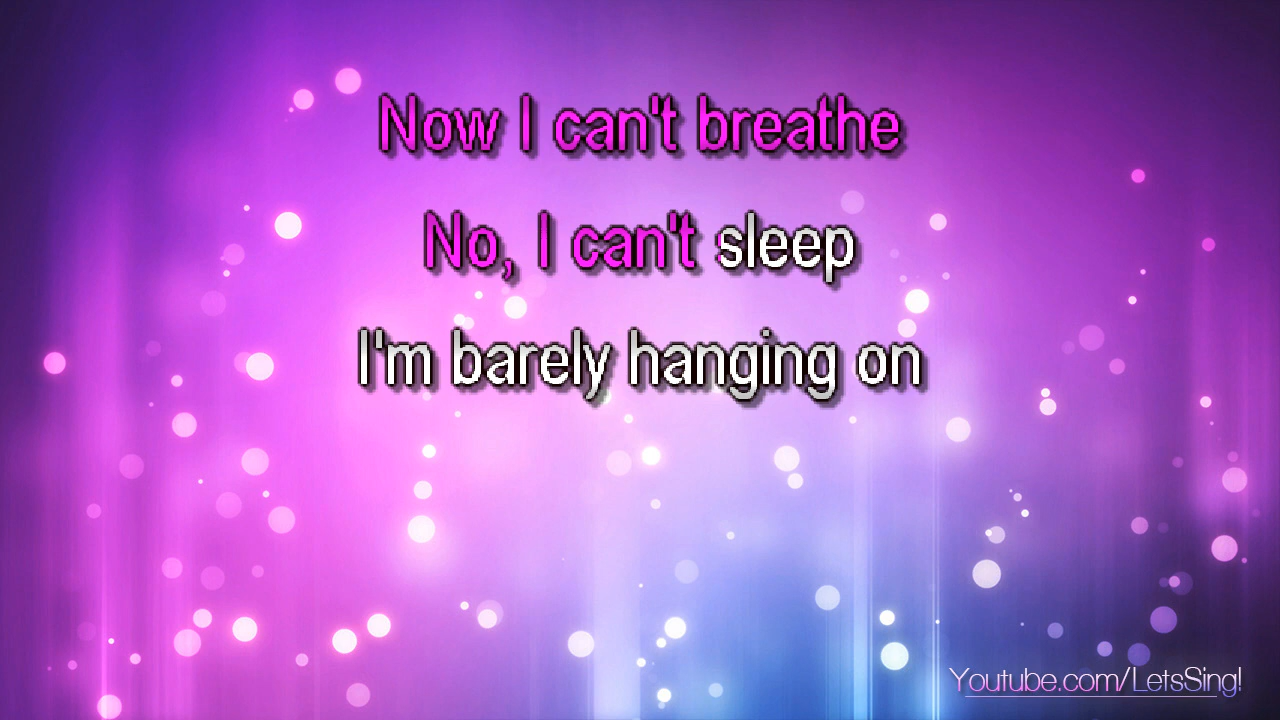 Now I can't breathe
No, I can't sleep
I'm barely hanging on
Youtube.com/LetsSing!